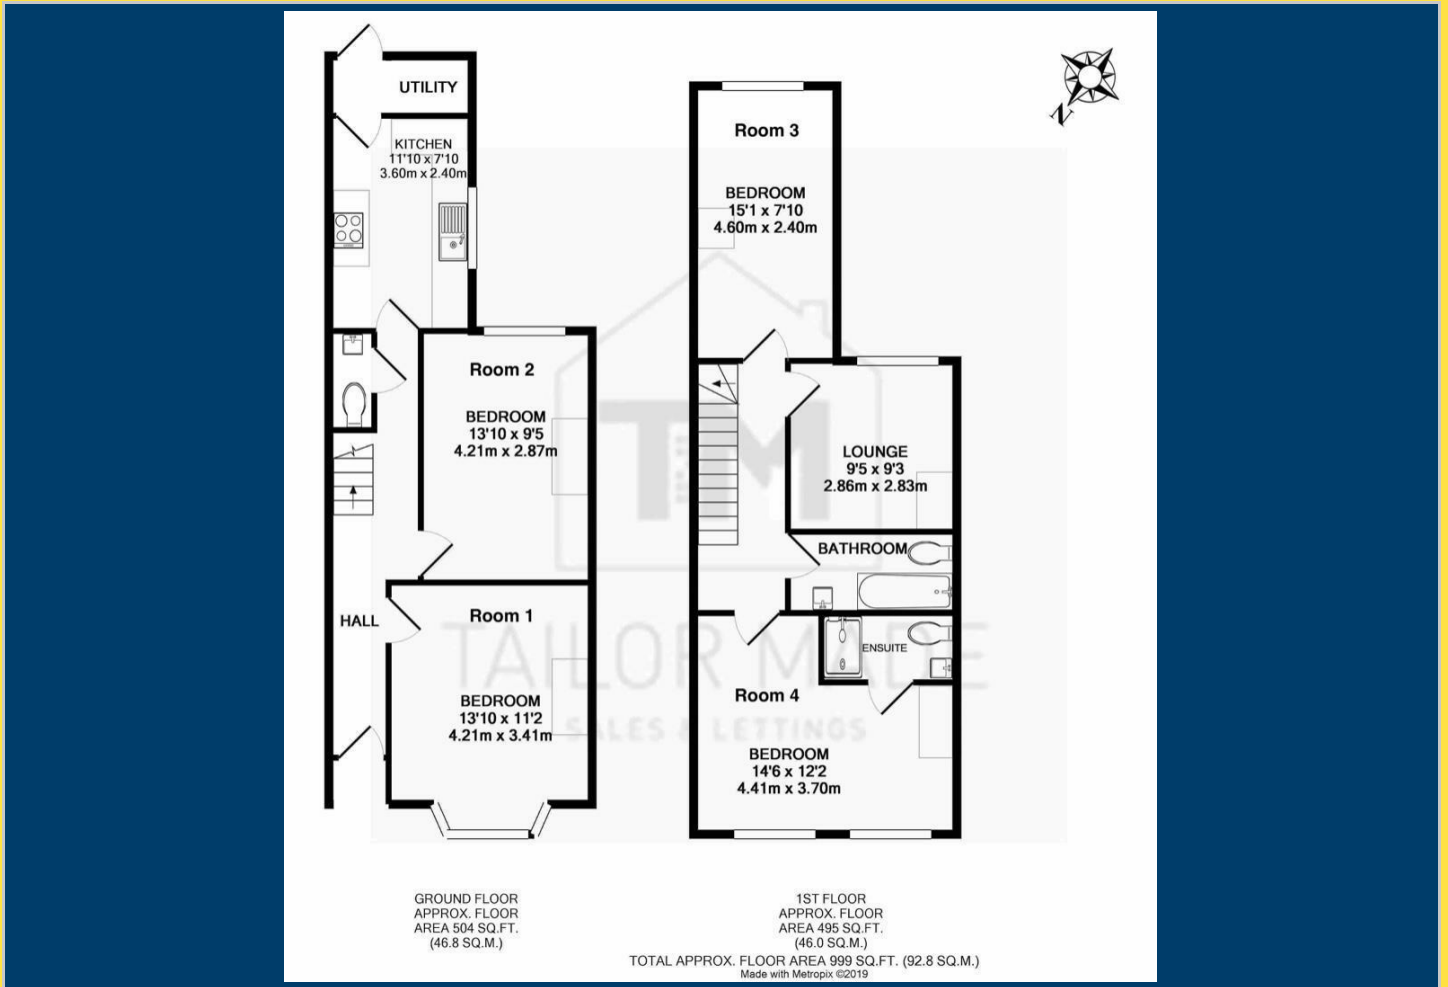 UTILITY
KITCHEN
11'10 x 7'10
3.60m x 2.40m
Room 2
BEDROOM
13'10 x 9'5
4.21m x 2.87m
HALL
Room 1
BEDROOM
13'10 x 11'2
4.21m x 3.41m
N
Room 3
BEDROOM
15'1 x 7'10
4.60m x 2.40m
LOUNGE
9'5 x 9'3
2.86m x 2.83m
BATHROOM
ENSUITE
Room 4
BEDROOM
14'6 x 12'2
4.41m x 3.70m
TM
TAILOR MADE
SALES & LETTINGS
GROUND FLOOR
APPROX. FLOOR
AREA 504 SQ.FT.
(46.8 SQ.M.)
1ST FLOOR
APPROX. FLOOR
AREA 495 SQ.FT.
(46.0 SQ.M.)
TOTAL APPROX. FLOOR AREA 999 SQ.FT. (92.8 SQ.M.)
Made with Metropix ©2019